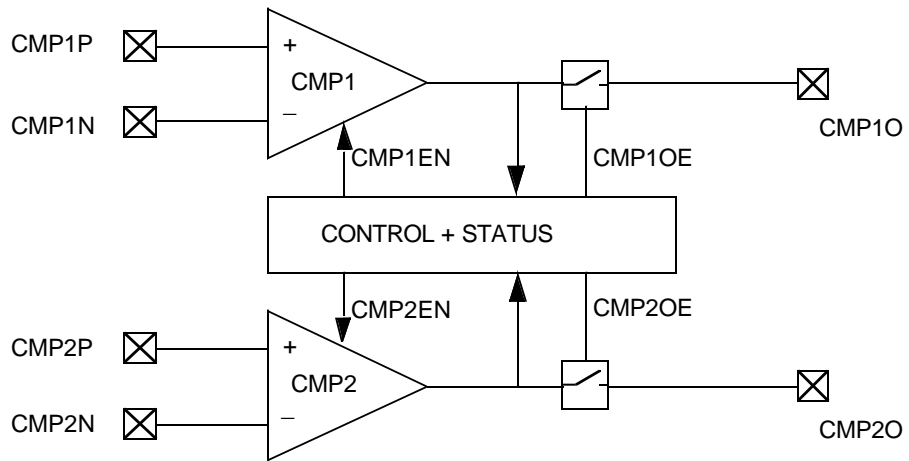 CMP1P
+
CMP1
CMP1N
–
CMP1O
CMP1EN
CMP1OE
CONTROL + STATUS
CMP2EN
CMP2OE
CMP2P
+
CMP2
CMP2N
–
CMP2O